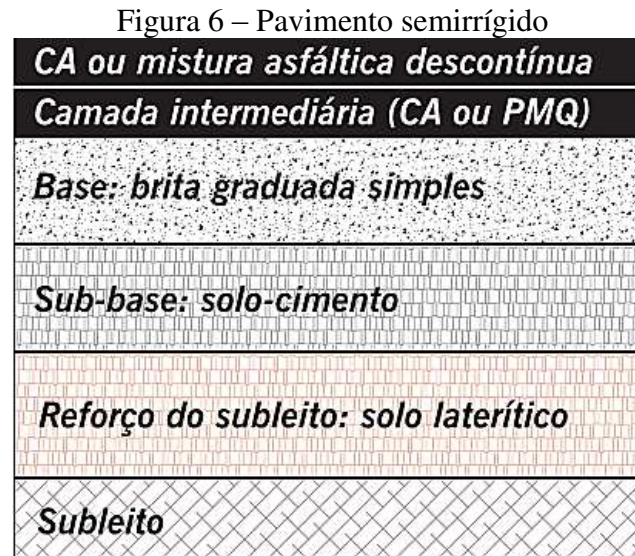 Figura 6 – Pavimento semirrígido
CA ou mistura asfáltica descontínua
Camada intermediária (CA ou PMQ)
Base: brita graduada simples
Sub-base: solo-cimento
Reforço do subleito: solo laterítico
Subleito